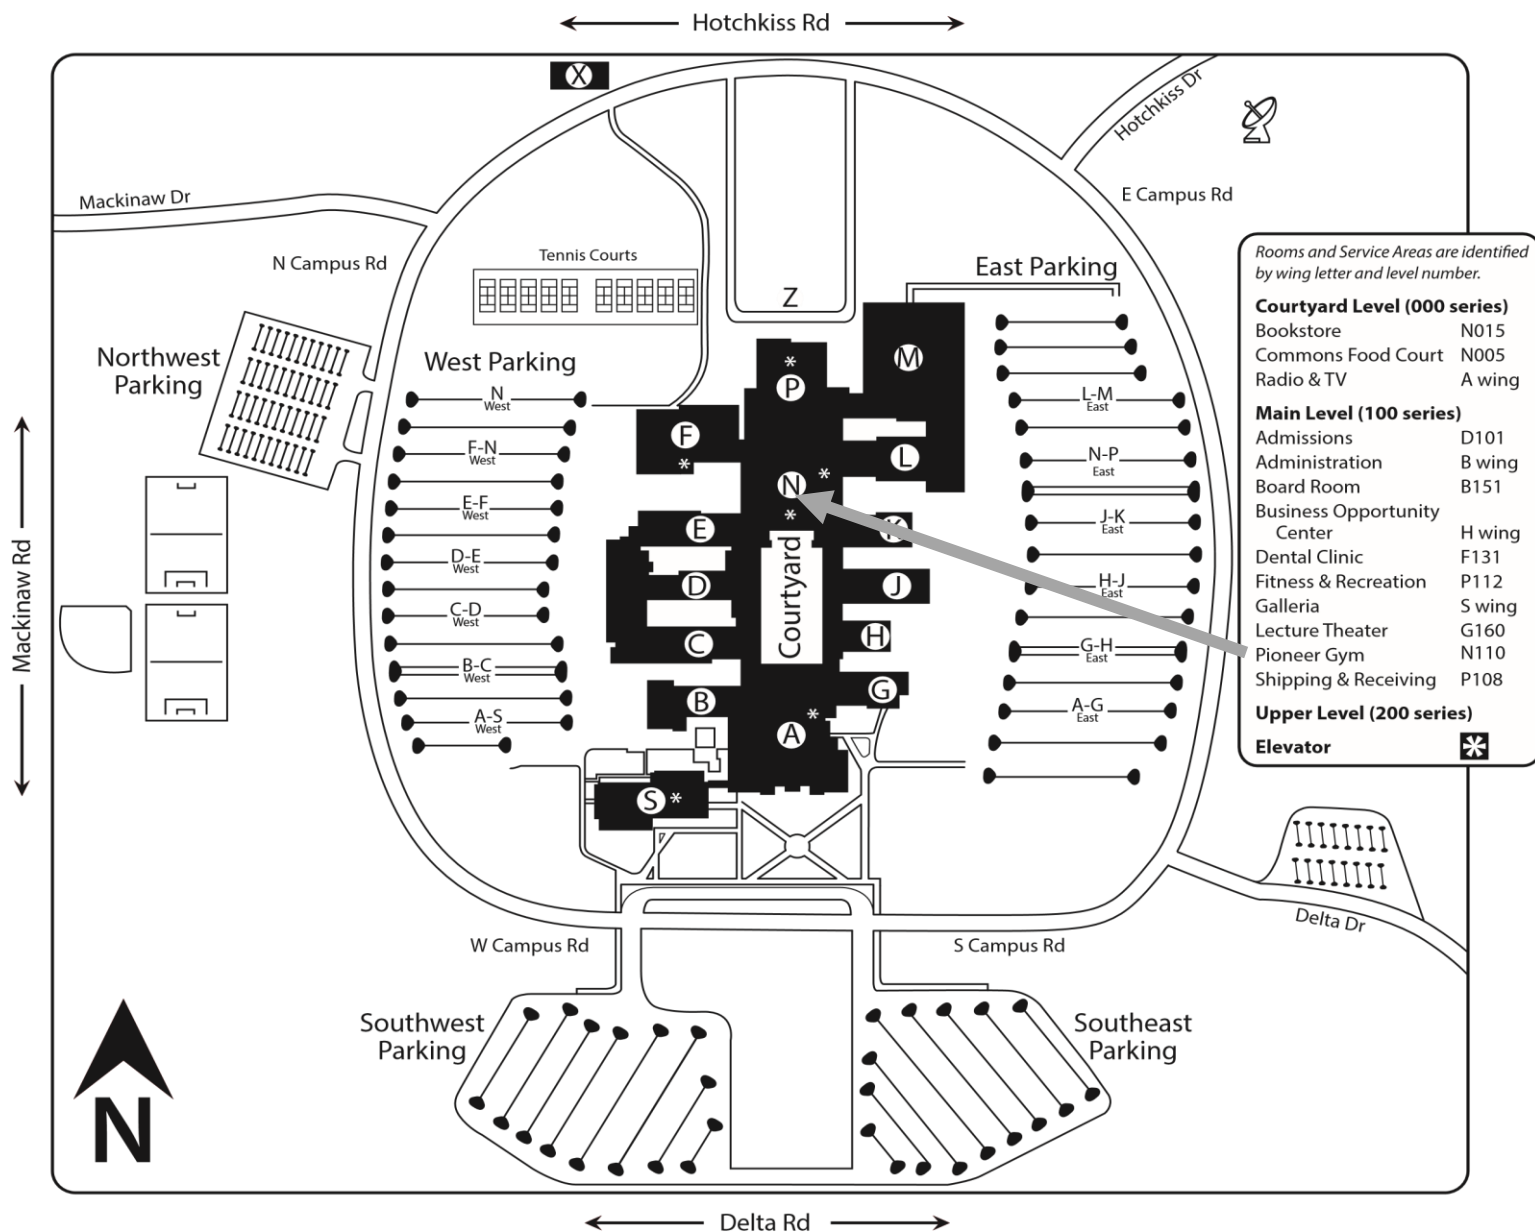 Hotchkiss Rd
X
Hotchkiss Dr
Mackinaw Dr
E Campus Rd
N Campus Rd
Tennis Courts
East Parking
Z
Northwest
Parking
West Parking
M
P
N
West
L-M
East
F
F-N
West
L
N-P
East
N
E-F
West
E
K
J-K
East
D-E
West
D
Courtyard
J
H-J
East
C-D
West
C
H
G-H
East
B-C
West
B
G
A-S
West
A
A-G
East
S
Mackinaw Rd
Rooms and Service Areas are identified
by wing letter and level number.
Courtyard Level (000 series)
Bookstore N015
Commons Food Court N005
Radio & TV A wing
Main Level (100 series)
Admissions D101
Administration B wing
Board Room B151
Business Opportunity
Center H wing
Dental Clinic F131
Fitness & Recreation P112
Galleria S wing
Lecture Theater G160
Pioneer Gym N110
Shipping & Receiving P108
Upper Level (200 series)
Elevator *
Delta Dr
W Campus Rd
S Campus Rd
Southwest
Parking
Southeast
Parking
N
Delta Rd